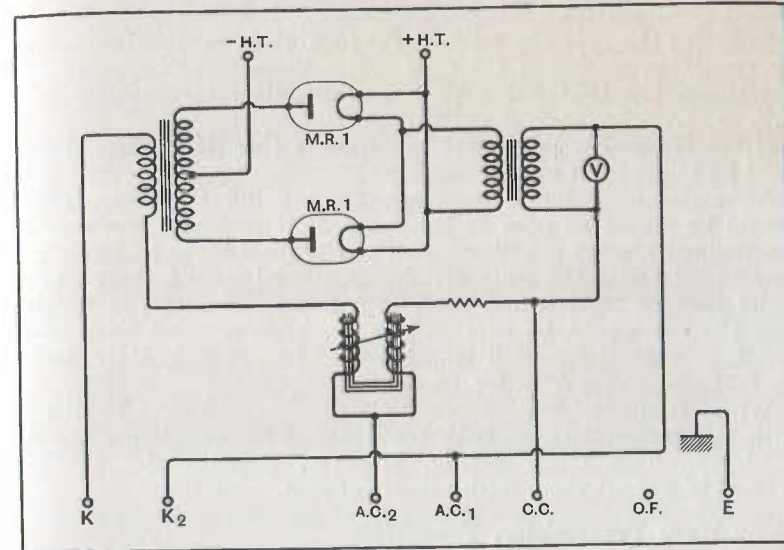 – H.T. + H.T.
M.R. 1
V
M.R. 1
K K2 A.C.2 A.C.1 C.C. O.F. E